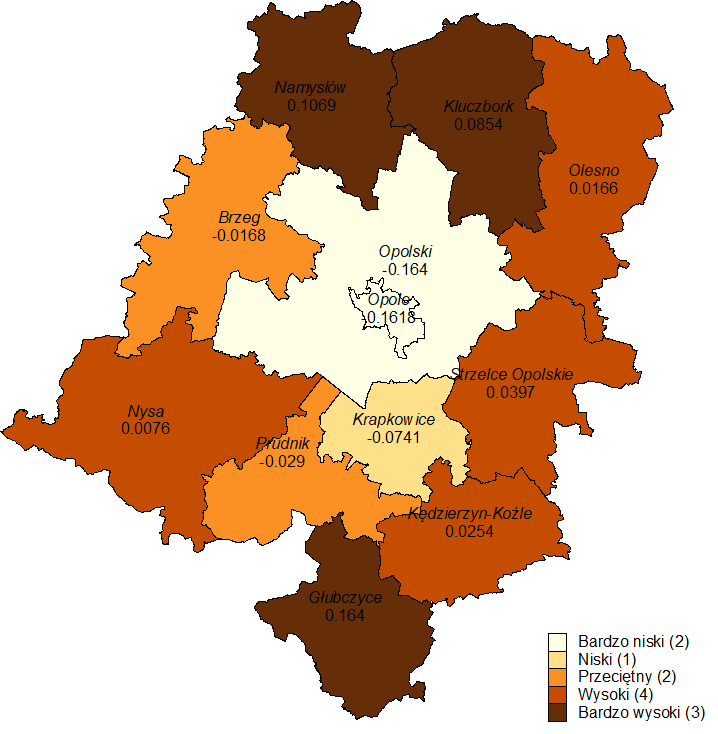 Namysłów
0.1069
Kluczbork
0.0854
Olesno
0.0166
Brzeg
-0.0168
Opolski
-0.164
Opole
-0.1618
Strzelce Opolskie
0.0397
Nysa
0.0076
Krapkowice
-0.0741
Prudnik
-0.029
Kędzierzyn-Koźle
0.0254
Głubczyce
0.164
Bardzo niski (2)
Niski (1)
Przeciętny (2)
Wysoki (4)
Bardzo wysoki (3)